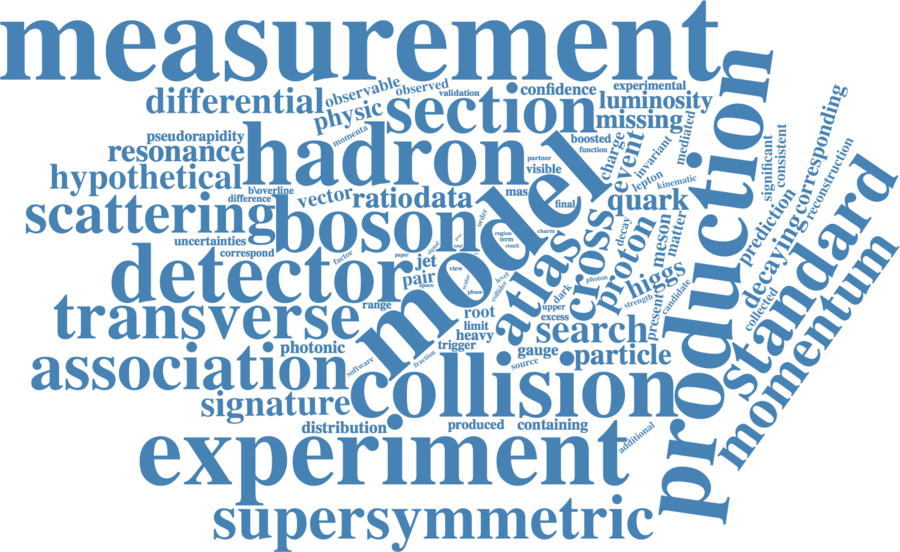 measurement
differential
observable
observed
validation
confidence
experimental
physic
section
luminosity
missing
momenta
pseudorapidity
resonance
hadron
boosted
function
hypothetical
partner
visible
b\overline
difference
vector
ratio
data
mas
final
scattering
boson
uncertainties
correspond
detector
factor
paper
jet
pair
space
model
order
region
term
result
charm
view
phase
level
collider
transverse
range
root
limit
heavy
trigger
photonic
software
fraction
association
signature
collision
distribution
produced
containing
experiment
additional
supersymmetric
atlas
cross
dark
upper
excess
search
gauge
source
particle
photon
proton
decay
higgs
strength
candidate
present
meson
matter
quark
lepton
kinematic
invariant
mediated
event
charge
production
significant
consistent
corresponding
reconstruction
prediction
decaying
collected
standard
momentum